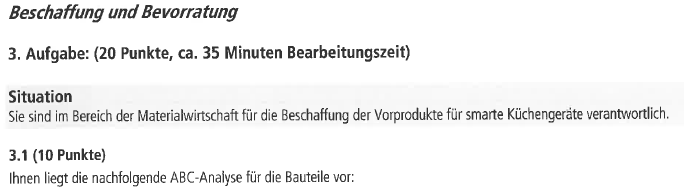 Beschaffung und Bevorratung
3. Aufgabe: (20 Punkte, ca. 35 Minuten Bearbeitungszeit)
Situation
Sie sind im Bereich der Materialwirtschaft für die Beschaffung der Vorprodukte für smarte Küchengeräte verantwortlich.
3.1 (10 Punkte)
Ihnen liegt die nachfolgende ABC-Analyse für die Bauteile vor: